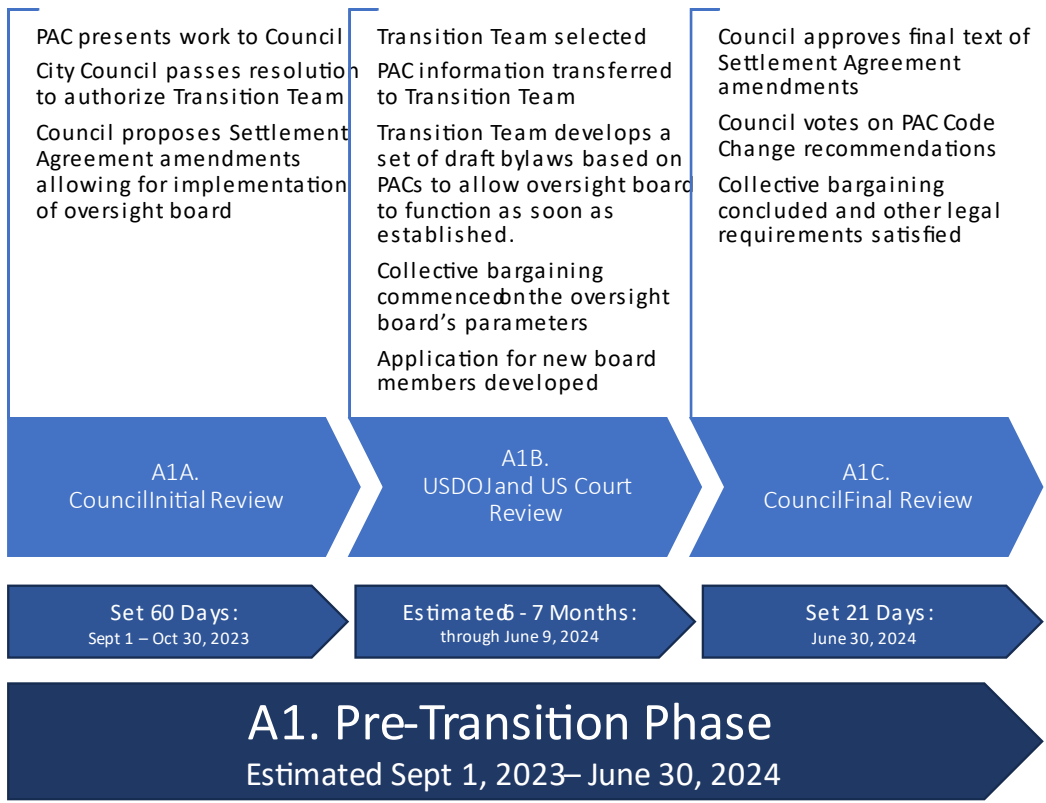 PAC presents work to Council
City Council passes resolution
to authorize Transition Team
Council proposes Settlement
Agreement amendments
allowing for implementation
of oversight board
Transition Team selected
PAC information transferred
to Transition Team
Transition Team develops a
set of draft bylaws based on
PACs to allow oversight board
to function as soon as
established.
Collective bargaining
commenced on the oversight
board's parameters
Application for new board
members developed
Council approves final text of
Settlement Agreement
amendments
Council votes on PAC Code
Change recommendations
Collective bargaining
concluded and other legal
requirements satisfied
A1A.
Council Initial Review
A1B.
USDOJ and US Court
Review
A1C.
Council Final Review
Set 60 Days:
Sept 1 – Oct 30, 2023
Estimated 6 - 7 Months:
through June 9, 2024
Set 21 Days:
June 30, 2024
A1. Pre-Transition Phase
Estimated Sept 1, 2023 – June 30, 2024